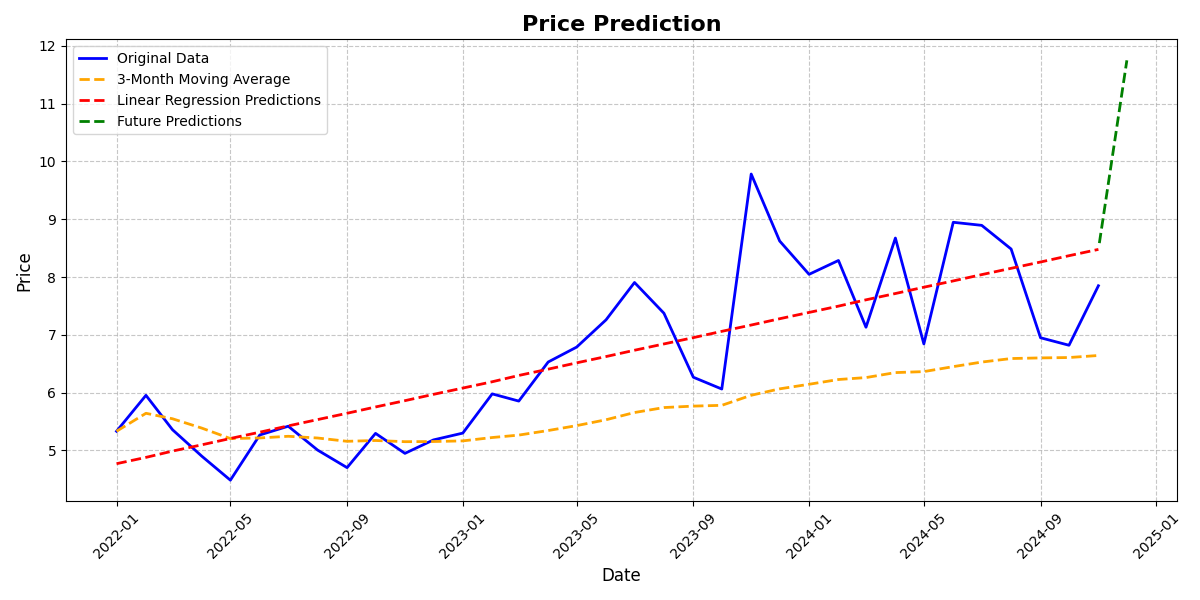 Price Prediction
Original Data
3-Month Moving Average
Linear Regression Predictions
Future Predictions
Price
12
11
10
9
8
7
6
5
2022-01
2022-05
2022-09
2023-01
2023-05
2023-09
2024-01
2024-05
2024-09
2025-01
Date